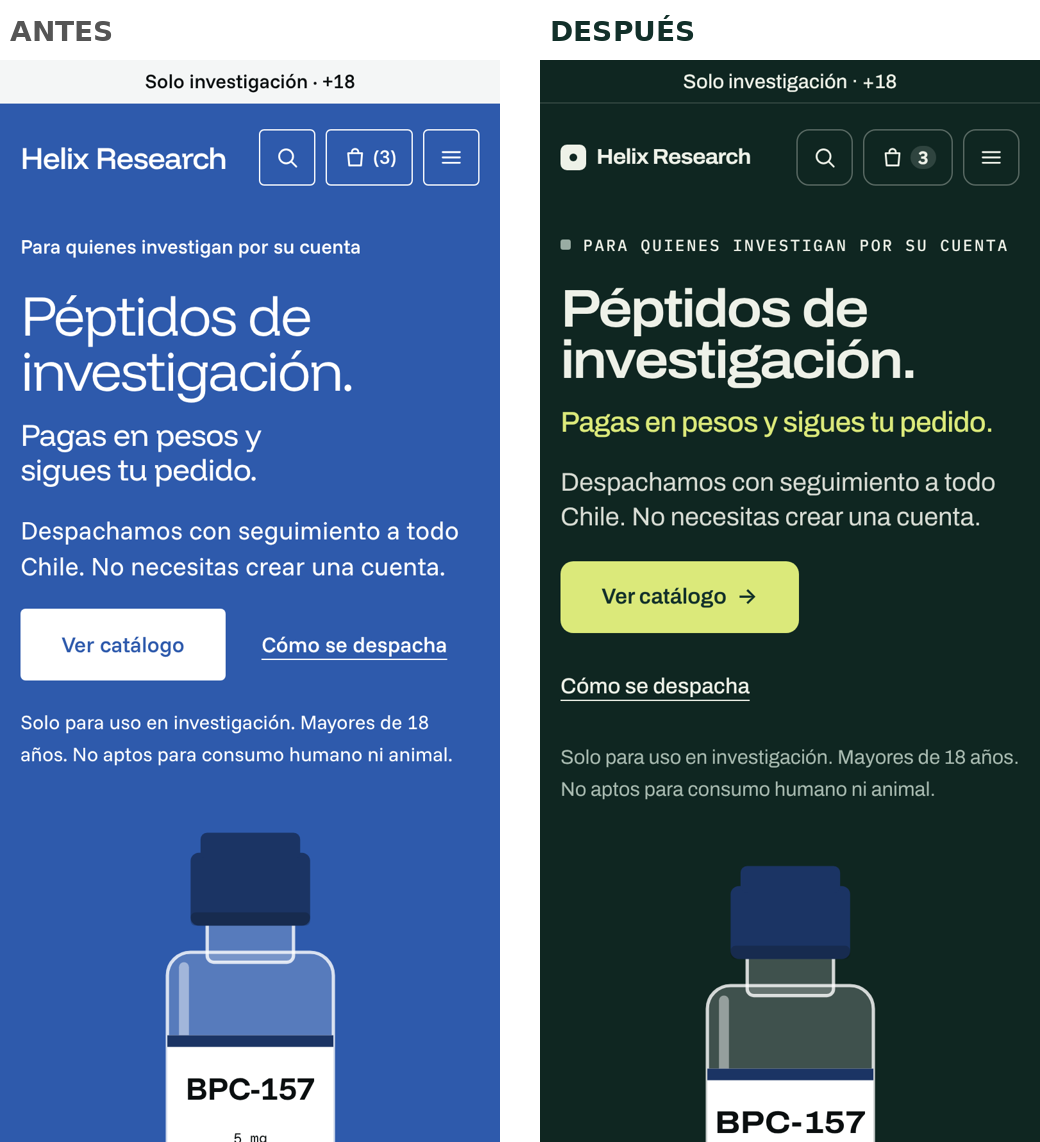 ANTES
Solo investigación · +18
Helix Research
(3)
Para quienes investigan por su cuenta
Péptidos de
investigación.
Pagas en pesos y
sigues tu pedido.
Despachamos con seguimiento a todo
Chile. No necesitas crear una cuenta.
Ver catálogo
Cómo se despacha
Solo para uso en investigación. Mayores de 18
años. No aptos para consumo humano ni animal.
BPC-157
5 mg
DESPUÉS
Solo investigación · +18
Helix Research
3
PARA QUIENES INVESTIGAN POR SU CUENTA
Péptidos de
investigación.
Pagas en pesos y sigues tu pedido.
Despachamos con seguimiento a todo
Chile. No necesitas crear una cuenta.
Ver catálogo →
Cómo se despacha
Solo para uso en investigación. Mayores de 18 años.
No aptos para consumo humano ni animal.
BPC-157